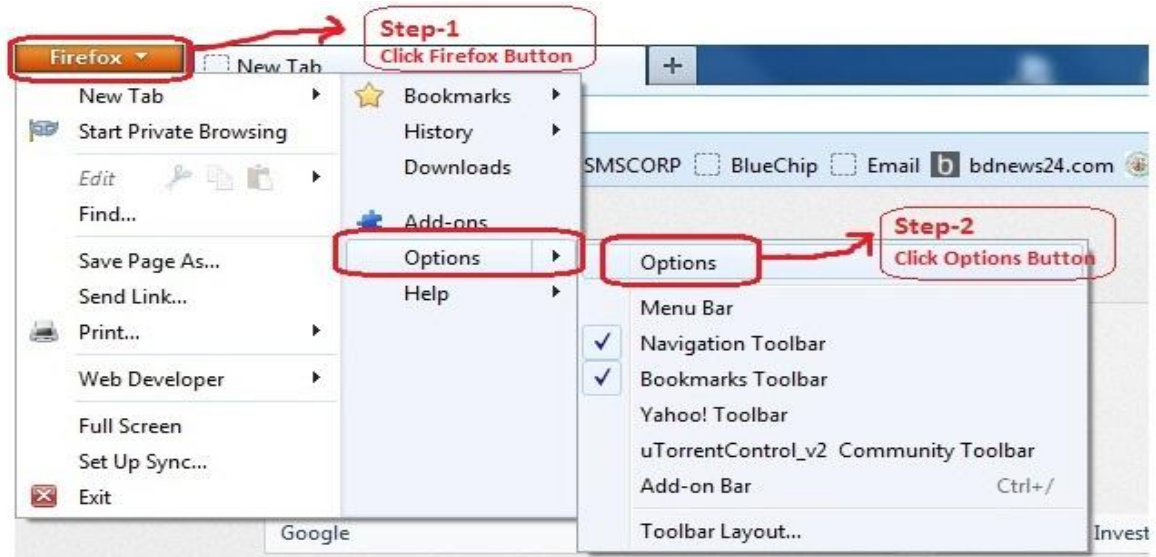 Step-1
Click Firefox Button
Firefox
New Tab
New Tab
Start Private Browsing
Edit
Find...
Save Page As...
Send Link...
Print...
Web Developer
Full Screen
Set Up Sync...
Exit
Bookmarks
History
Downloads
Add-ons
Options
Help
SMSCORP BlueChip Email b bdnews24.com
Step-2
Click Options Button
Options
Menu Bar
Navigation Toolbar
Bookmarks Toolbar
Yahoo! Toolbar
uTorrentControl_v2 Community Toolbar
Add-on Bar Ctrl+/
Toolbar Layout...
Google
Invest